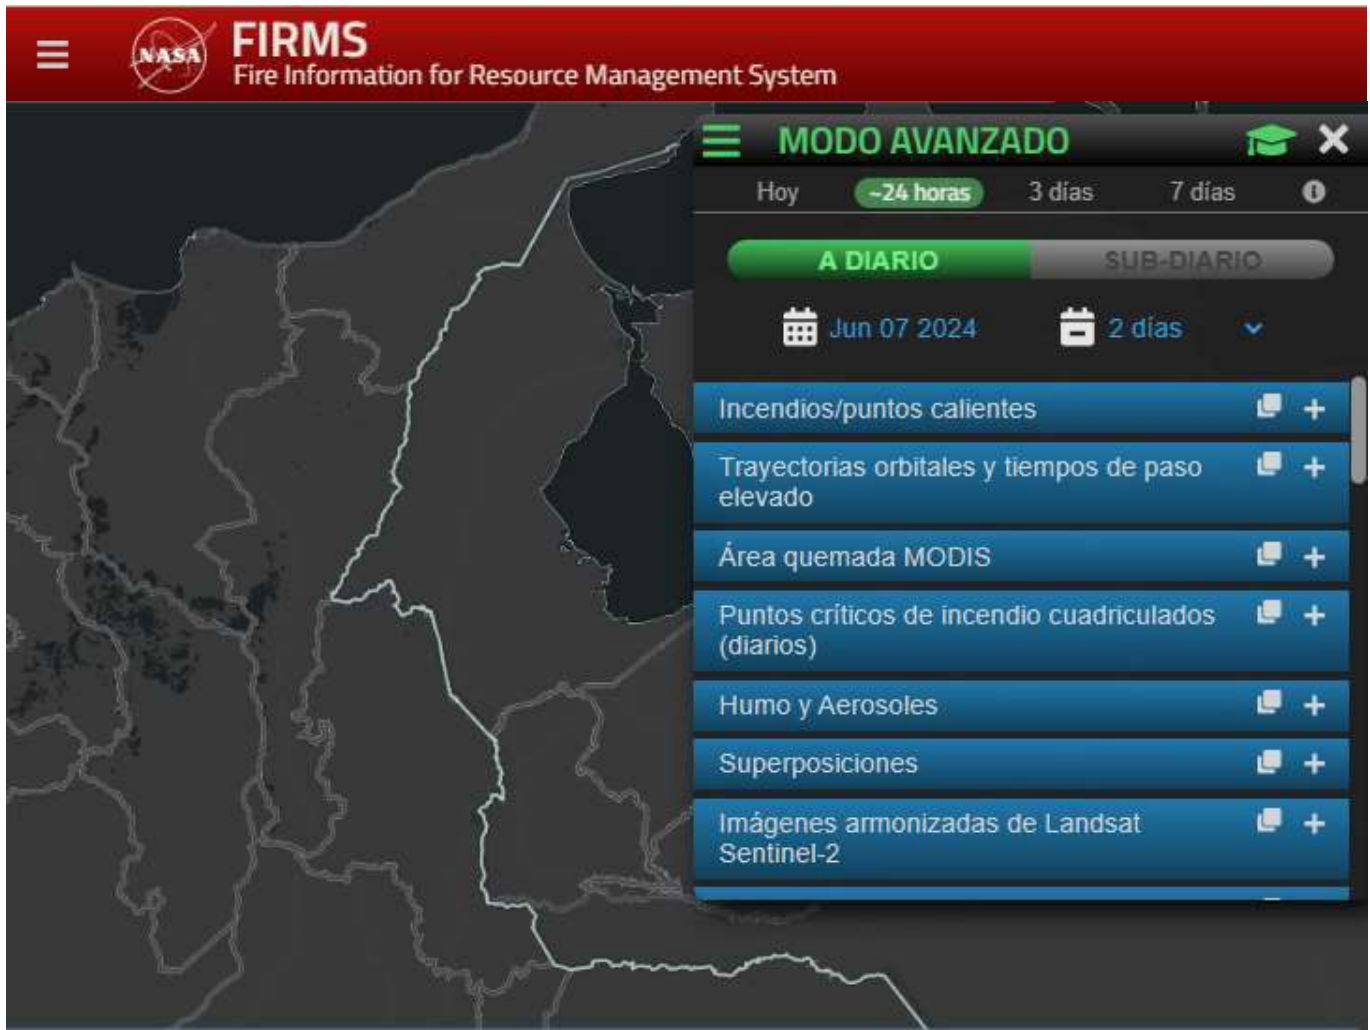 NASA
FIRMS
Fire Information for Resource Management System
MODO AVANZADO
Hoy ~24 horas 3 días 7 días
A DIARIO SUB-DIARIO
Jun 07 2024 2 días
Incendios/puntos calientes
Trayectorias orbitales y tiempos de paso
elevado
Área quemada MODIS
Puntos críticos de incendio cuadriculados
(diarios)
Humo y Aerosoles
Superposiciones
Imágenes armonizadas de Landsat
Sentinel-2